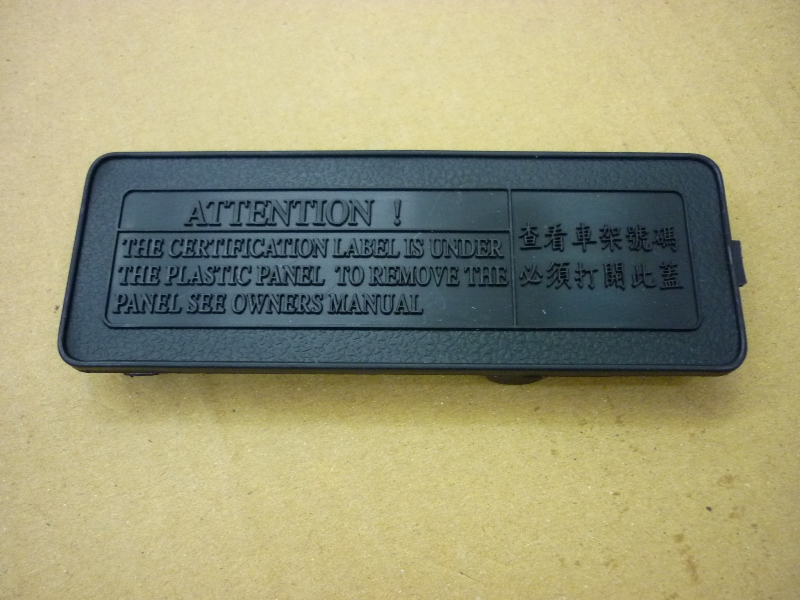 ATTENTION !
THE CERTIFICATION LABEL IS UNDER
THE PLASTIC PANEL TO REMOVE THE
PANEL SEE OWNERS MANUAL
查看車架號碼
必須打開此蓋